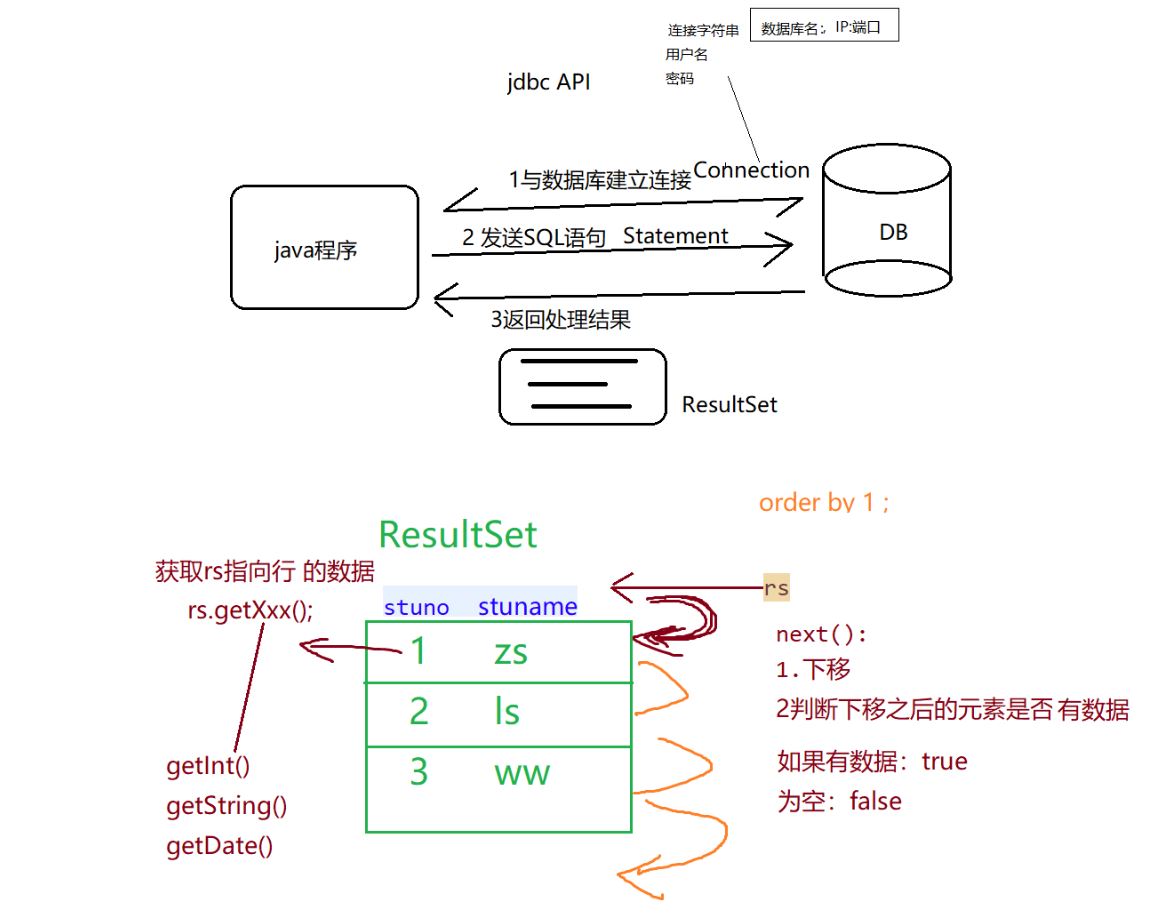 连接字符串
数据库名；IP:端口
用户名
密码
jdbc API
1与数据库建立连接
Connection
java程序
2 发送SQL语句 Statement
DB
3返回处理结果
ResultSet
order by 1 ;
ResultSet
获取rs指向行 的数据
rs.getXxx();
stuno stuname
rs
1 zs
2 ls
3 ww
next():
1.下移
2判断下移之后的元素是否 有数据
如果有数据：true
为空：false
getInt()
getString()
getDate()